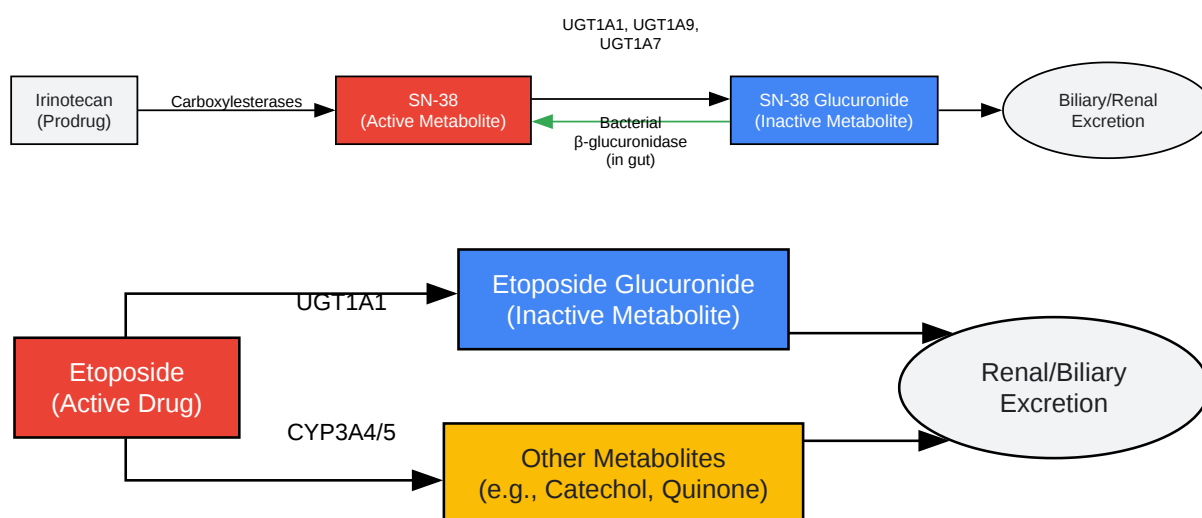 UGT1A1, UGT1A9,
UGT1A7
Irinotecan
(Prodrug)
Carboxylesterases
SN-38
(Active Metabolite)
Bacterial
β-glucuronidase
(in gut)
SN-38 Glucuronide
(Inactive Metabolite)
Biliary/Renal
Excretion
Etoposide
(Active Drug)
UGT1A1
Etoposide Glucuronide
(Inactive Metabolite)
CYP3A4/5
Other Metabolites
(e.g., Catechol, Quinone)
Renal/Biliary
Excretion